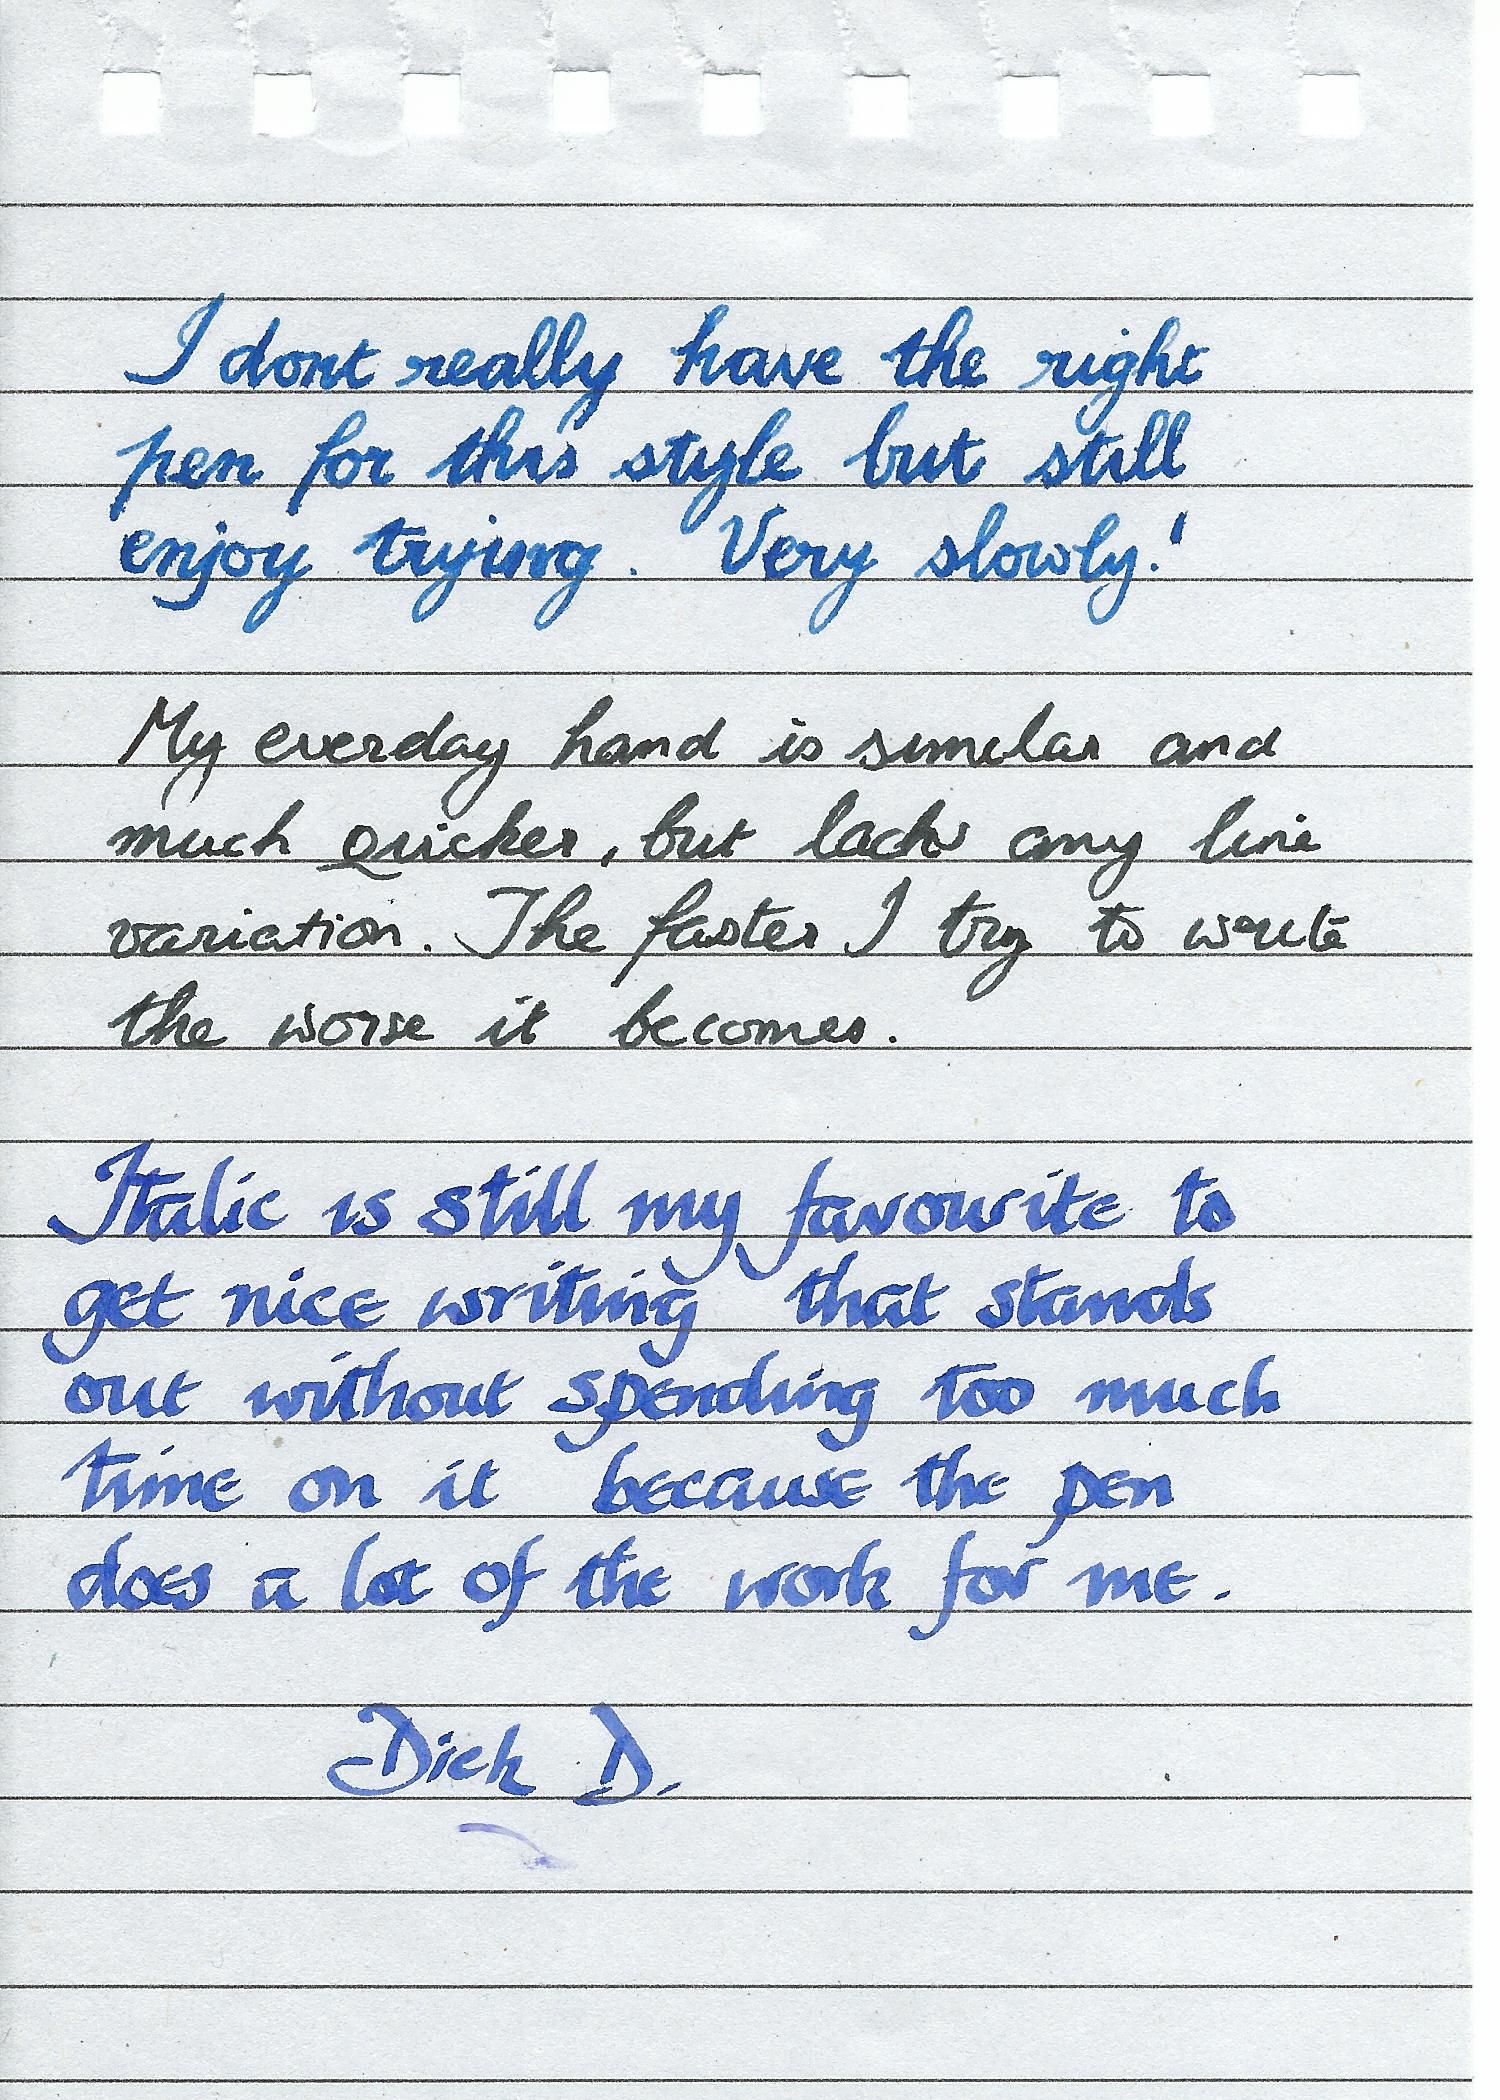 I dont really have the right
pen for this style but still
enjoy trying. Very slowly!
My everday hand is similar and
much quicker, but lacks any line
variation. The faster I try to write
the worse it becomes.
Italic is still my favourite to
get nice writing that stands
out without spending too much
time on it because the pen
does a lot of the work for me.
Dick D.